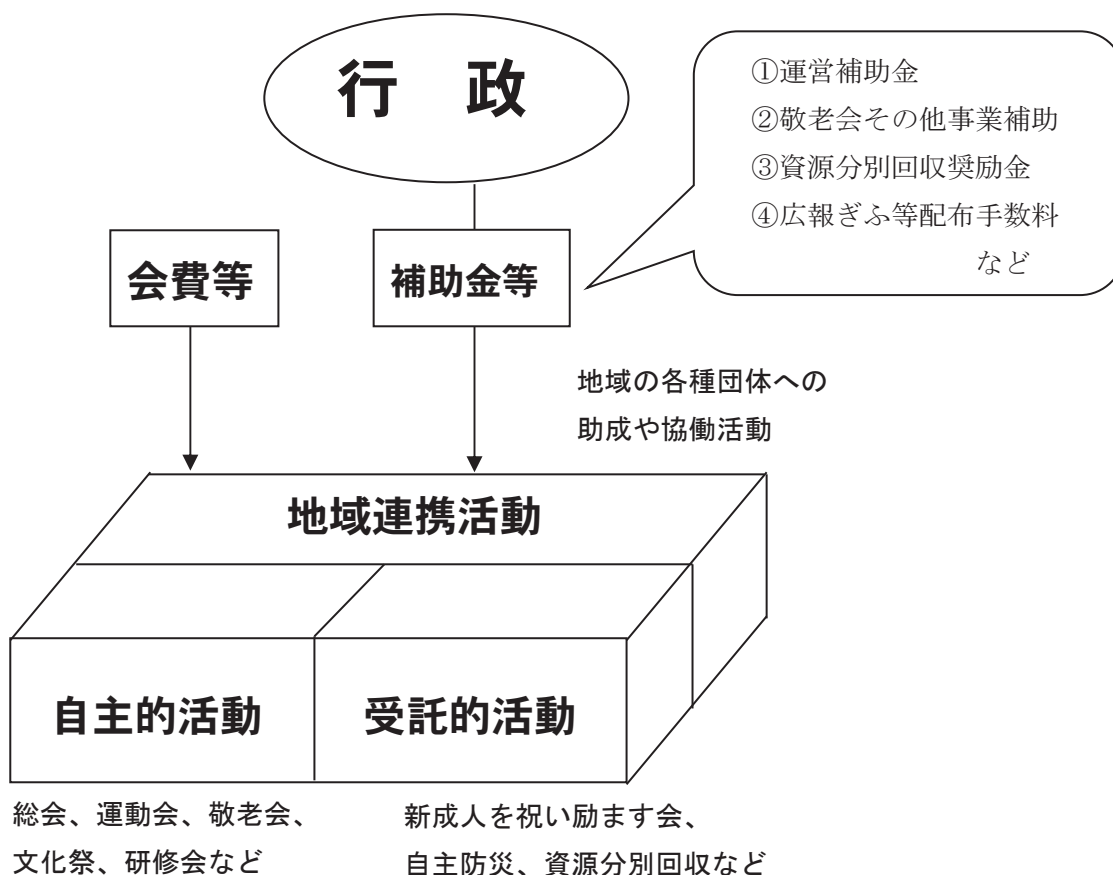 行　政
①運営補助金
②敬老会その他事業補助
③資源分別回収奨励金
④広報ぎふ等配布手数料
など
会費等
補助金等
地域の各種団体への
助成や協働活動
地域連携活動
自主的活動
受託的活動
総会、運動会、敬老会、
文化祭、研修会など
新成人を祝い励ます会、
自主防災、資源分別回収など